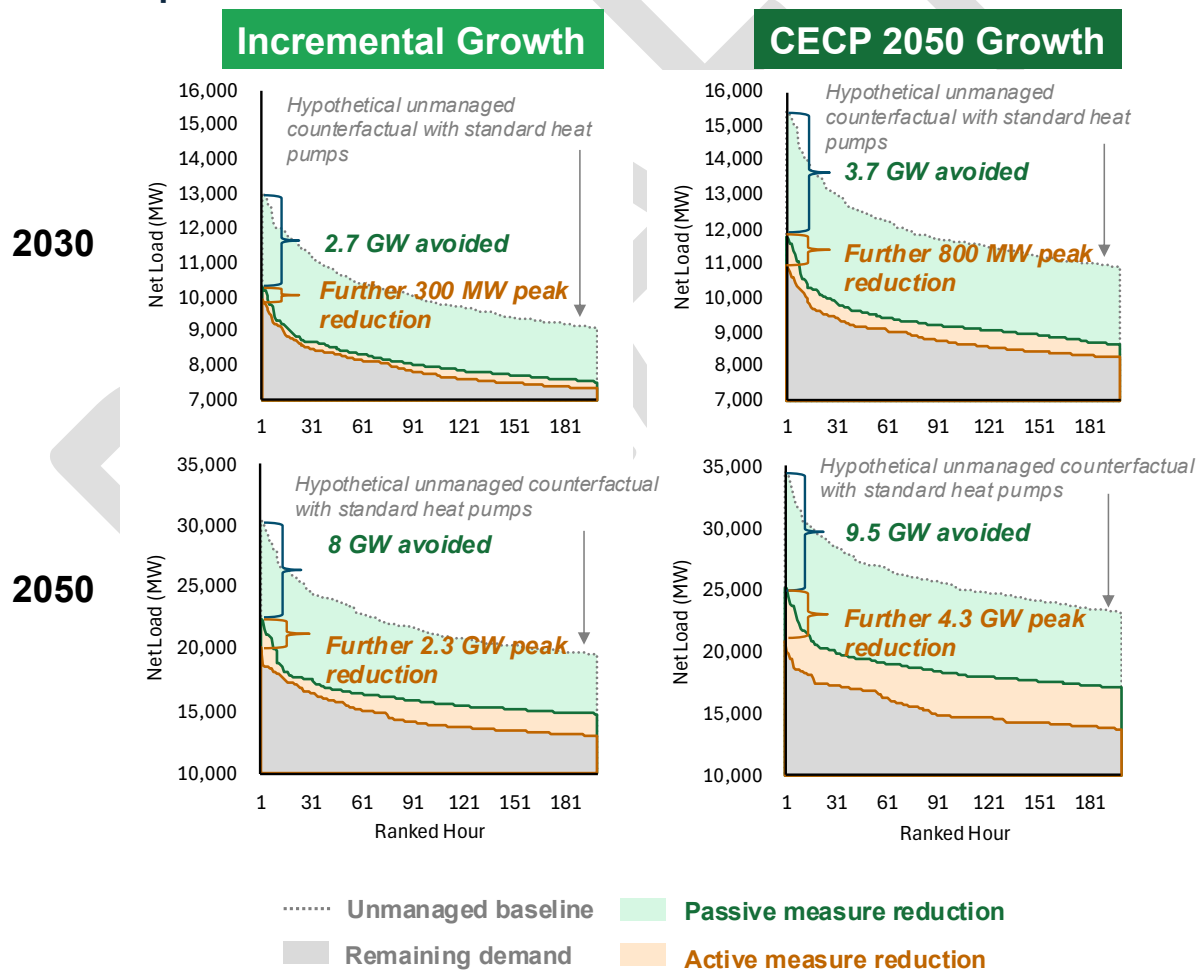 Incremental Growth
CECP 2050 Growth
2030
Net Load (MW)
16,000
15,000
14,000
13,000
12,000
11,000
10,000
9,000
8,000
7,000
Hypothetical unmanaged
counterfactual with standard heat
pumps
2.7 GW avoided
Further 300 MW peak
reduction
1 31 61 91 121 151 181
Net Load (MW)
16,000
15,000
14,000
13,000
12,000
11,000
10,000
9,000
8,000
7,000
Hypothetical unmanaged
counterfactual with standard heat
pumps
3.7 GW avoided
Further 800 MW peak
reduction
1 31 61 91 121 151 181
2050
Net Load (MW)
35,000
30,000
25,000
20,000
15,000
10,000
Hypothetical unmanaged counterfactual
with standard heat pumps
8 GW avoided
Further 2.3 GW peak
reduction
1 31 61 91 121 151 181
Ranked Hour
Net Load (MW)
35,000
30,000
25,000
20,000
15,000
10,000
Hypothetical unmanaged counterfactual
with standard heat pumps
9.5 GW avoided
Further 4.3 GW peak
reduction
1 31 61 91 121 151 181
Ranked Hour
Unmanaged baseline
Passive measure reduction
Remaining demand
Active measure reduction